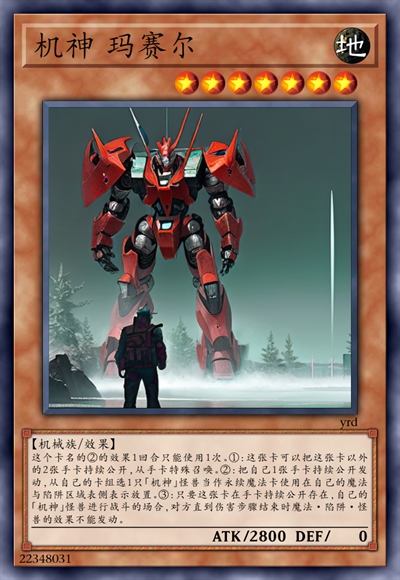 机神 玛赛尔
地
yrd
【机械族/效果】
这个卡名的②的效果1回合只能使用1次。①:这张卡可以把这张卡以外
的2张手卡持续公开,从手卡特殊召唤。②:把自己1张手卡持续公开发
动,从自己的卡组选1只「机神」怪兽当作永续魔法卡使用在自己的魔法
与陷阱区域表侧表示放置。③:只要这张卡在手卡持续公开存在,自己的
「机神」怪兽进行战斗的场合,对方直到伤害步骤结束时魔法・陷阱・怪
兽的效果不能发动。
ATK/2800 DEF/ 0
22348031